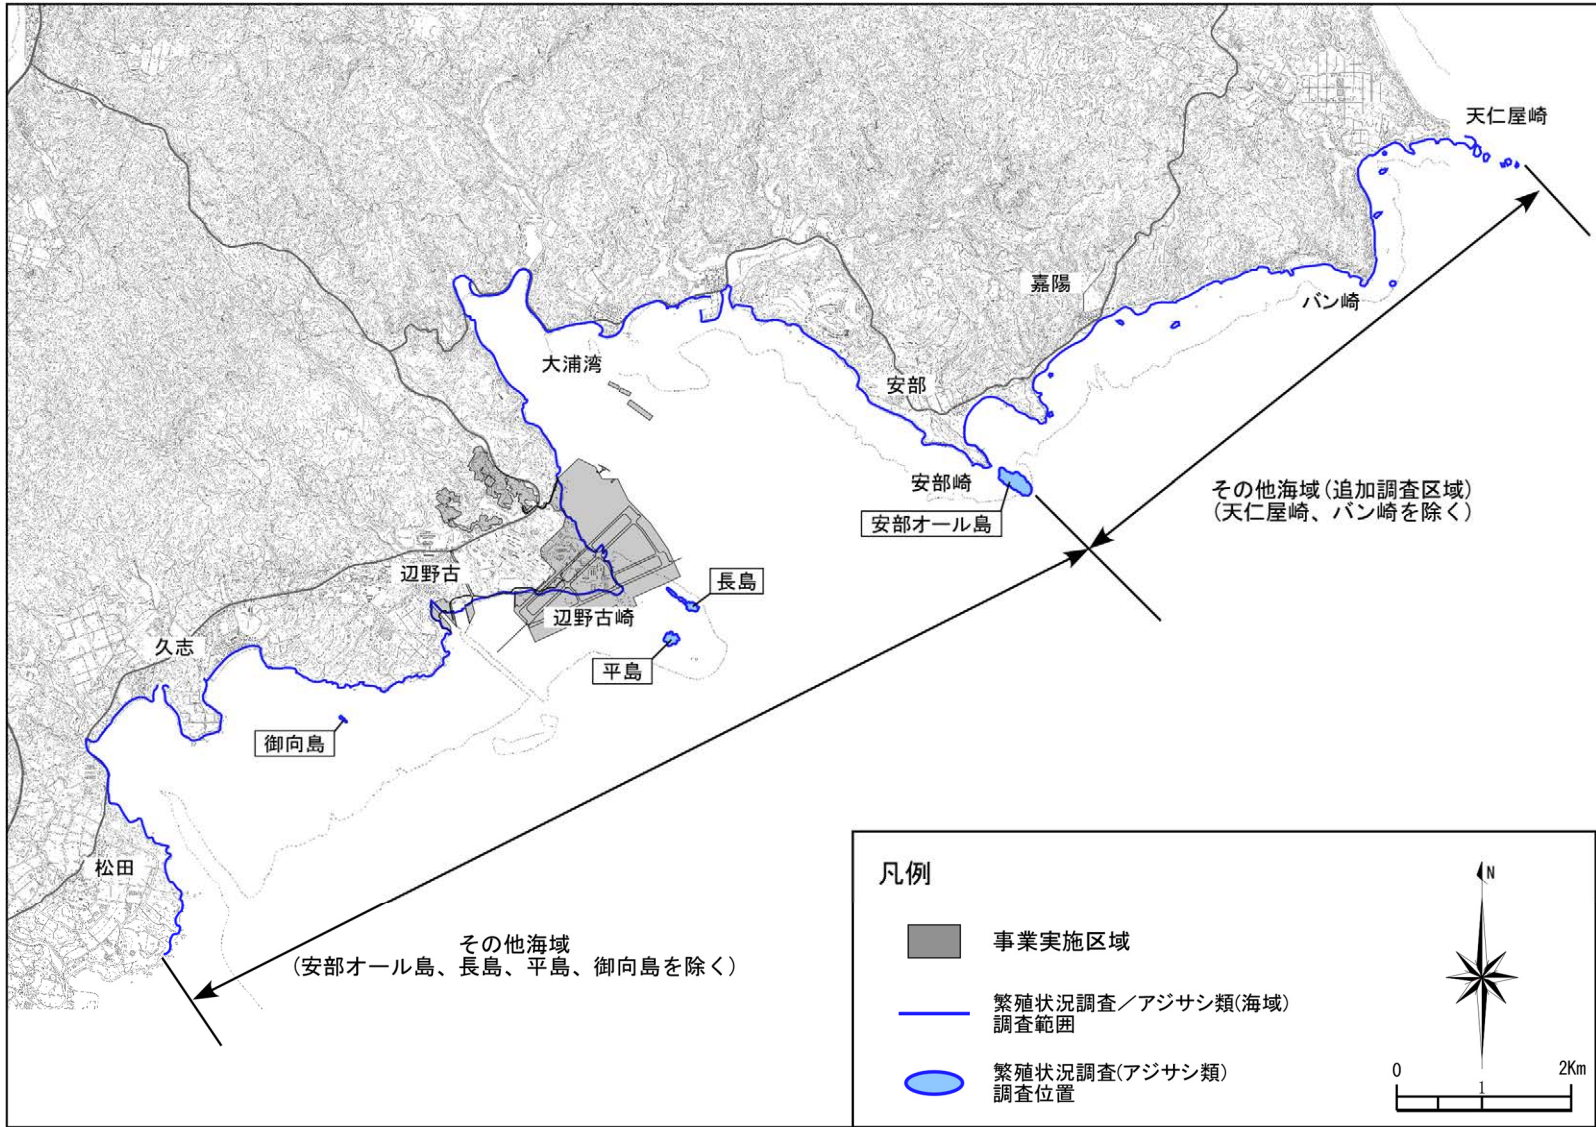 天仁屋崎
嘉陽
バン崎
大浦湾
安部
安部崎
安部オール島
その他海域(追加調査区域)
(天仁屋崎、バン崎を除く)
辺野古
長島
辺野古崎
久志
平島
御向島
松田
その他海域
(安部オール島、長島、平島、御向島を除く)
凡例
N
事業実施区域
繁殖状況調査／アジサシ類(海域)
調査範囲
繁殖状況調査(アジサシ類)
調査位置
0 1 2Km